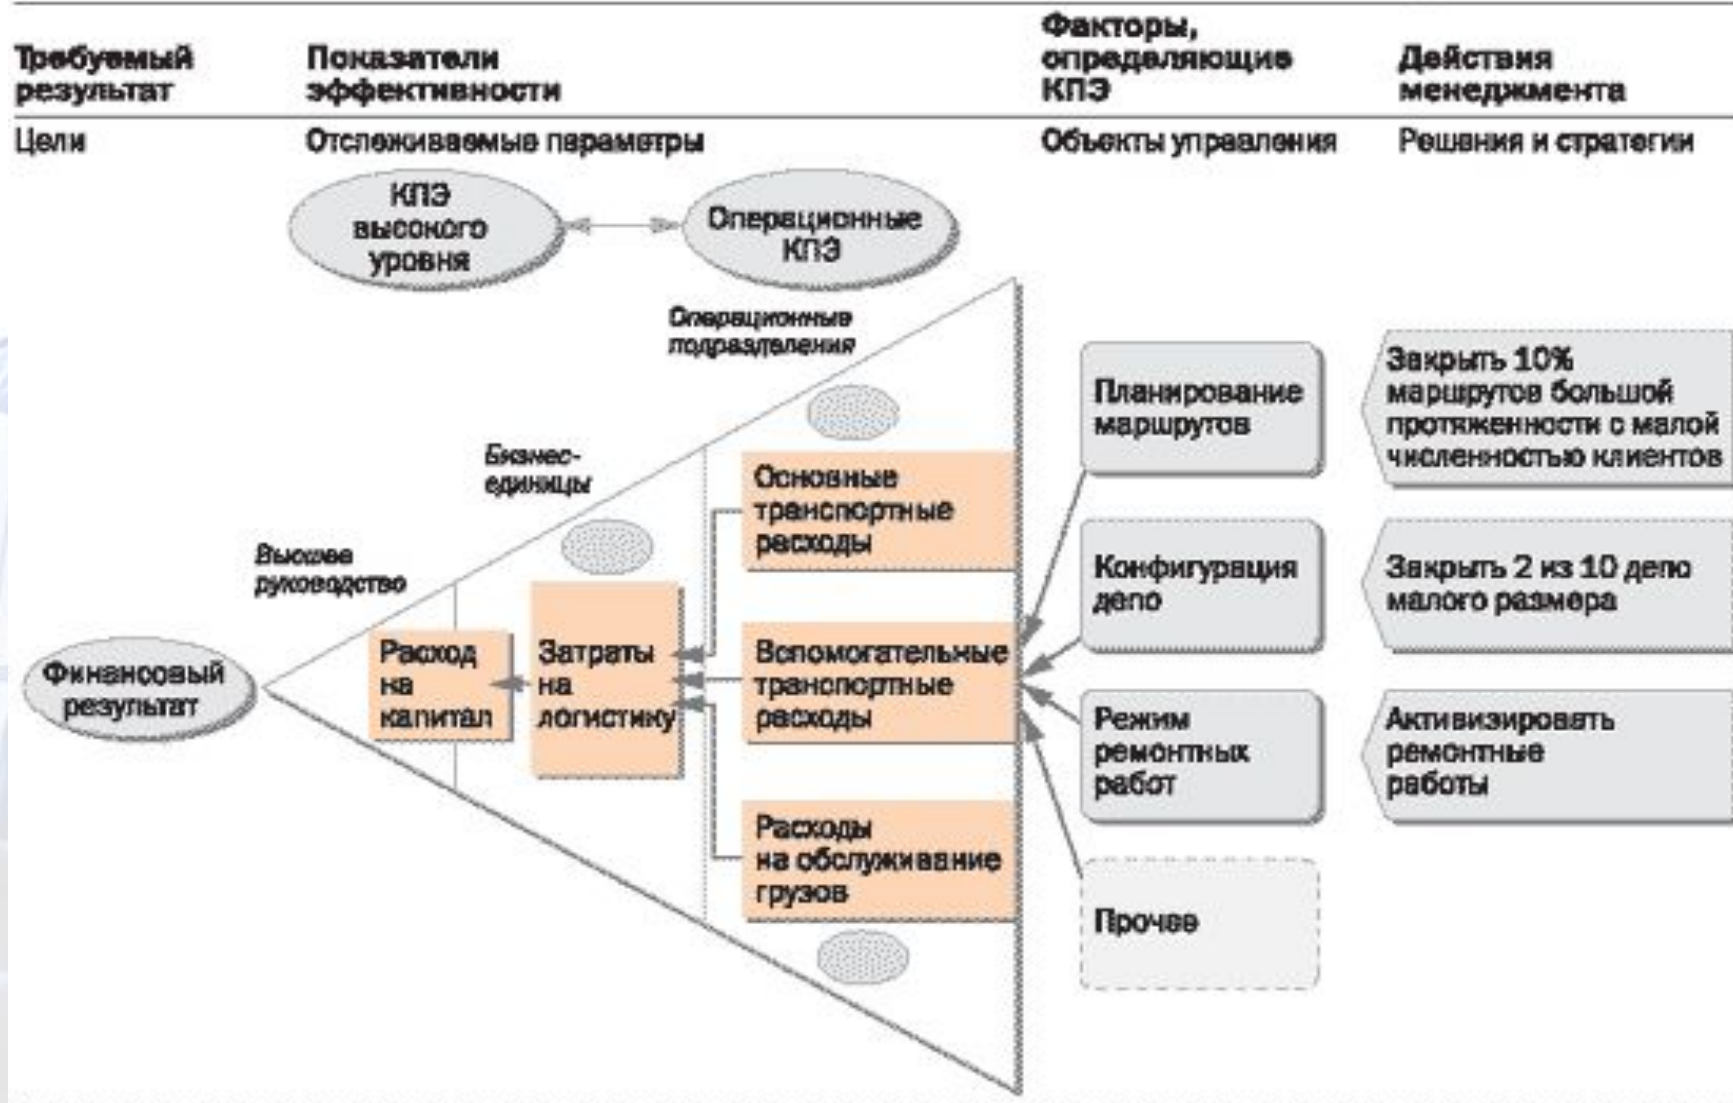 Требуемый
результат
Показатели
эффективности
Факторы,
определяющие
КПЭ
Действия
менеджмента
Цели
Отслеживаемые параметры
Объекты управления
Решения и стратегии
КПЭ
высокого
уровня
Операционные
КПЭ
Операционные
подразделения
Бизнес-
единицы
Высшее
руководство
Финансовый
результат
Расход
на
капитал
Затраты
на
логистику
Основные
транспортные
расходы
Вспомогательные
транспортные
расходы
Расходы
на обслуживание
грузов
Планирование
маршрутов
Конфигурация
депо
Режим
ремонтных
работ
Прочее
Закрыть 10%
маршрутов большой
протяженности с малой
численностью клиентов
Закрыть 2 из 10 депо
малого размера
Активизировать
ремонтные
работы